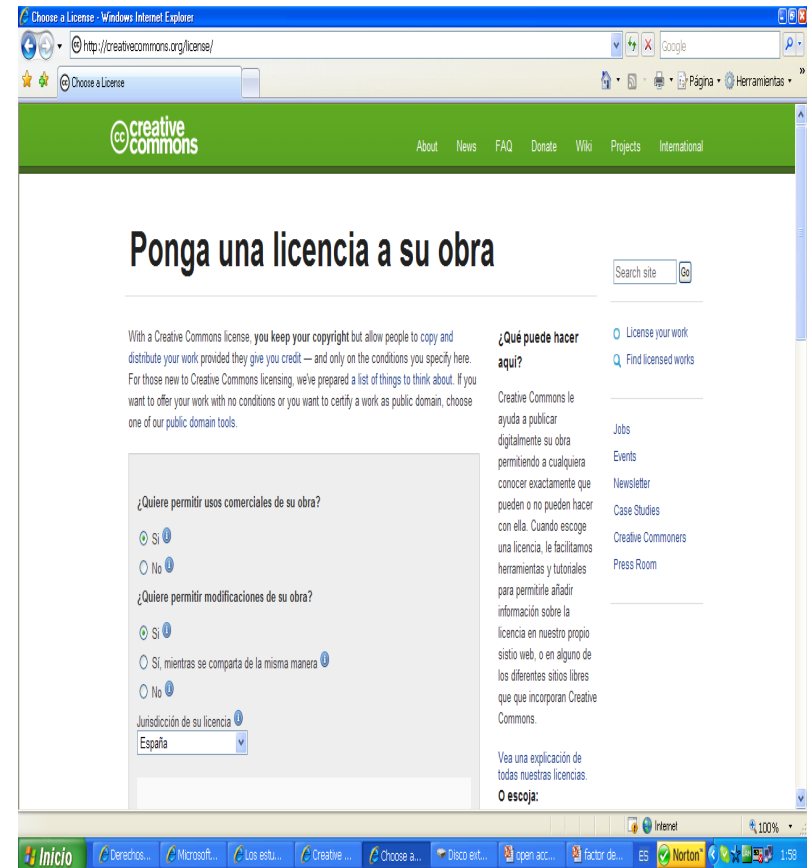 Choose a License - Windows Internet Explorer
http://creativecommons.org/license/
Google
Choose a License
Página
Herramientas
»
cc creative commons
About News FAQ Donate Wiki Projects International
Ponga una licencia a su obra
Search site Go
With a Creative Commons license, you keep your copyright but allow people to copy and
distribute your work provided they give you credit — and only on the conditions you specify here.
For those new to Creative Commons licensing, we've prepared a list of things to think about. If you
want to offer your work with no conditions or you want to certify a work as public domain, choose
one of our public domain tools.
¿Quiere permitir usos comerciales de su obra?
Si
No
¿Quiere permitir modificaciones de su obra?
Si
Sí, mientras se comparta de la misma manera
No
Jurisdicción de su licencia
España
¿Qué puede hacer
aquí?
Creative Commons le
ayuda a publicar
digitalmente su obra
permitiendo a cualquiera
conocer exactamente que
pueden o no pueden hacer
con ella. Cuando escoge
una licencia, le facilitamos
herramientas y tutoriales
para permitirle añadir
información sobre la
licencia en nuestro propio
sistio web, o en alguno de
los diferentes sitios libres
que que incorporan Creative
Commons.
Vea una explicación de
todas nuestras licencias.
O escoja:
License your work
Find licensed works
Jobs
Events
Newsletter
Case Studies
Creative Commoners
Press Room
Internet 100%
Inicio Derechos... Microsoft... Los estu... Creative ... Choose a... Disco ext... open acc... factor de... ES Norton 1:58